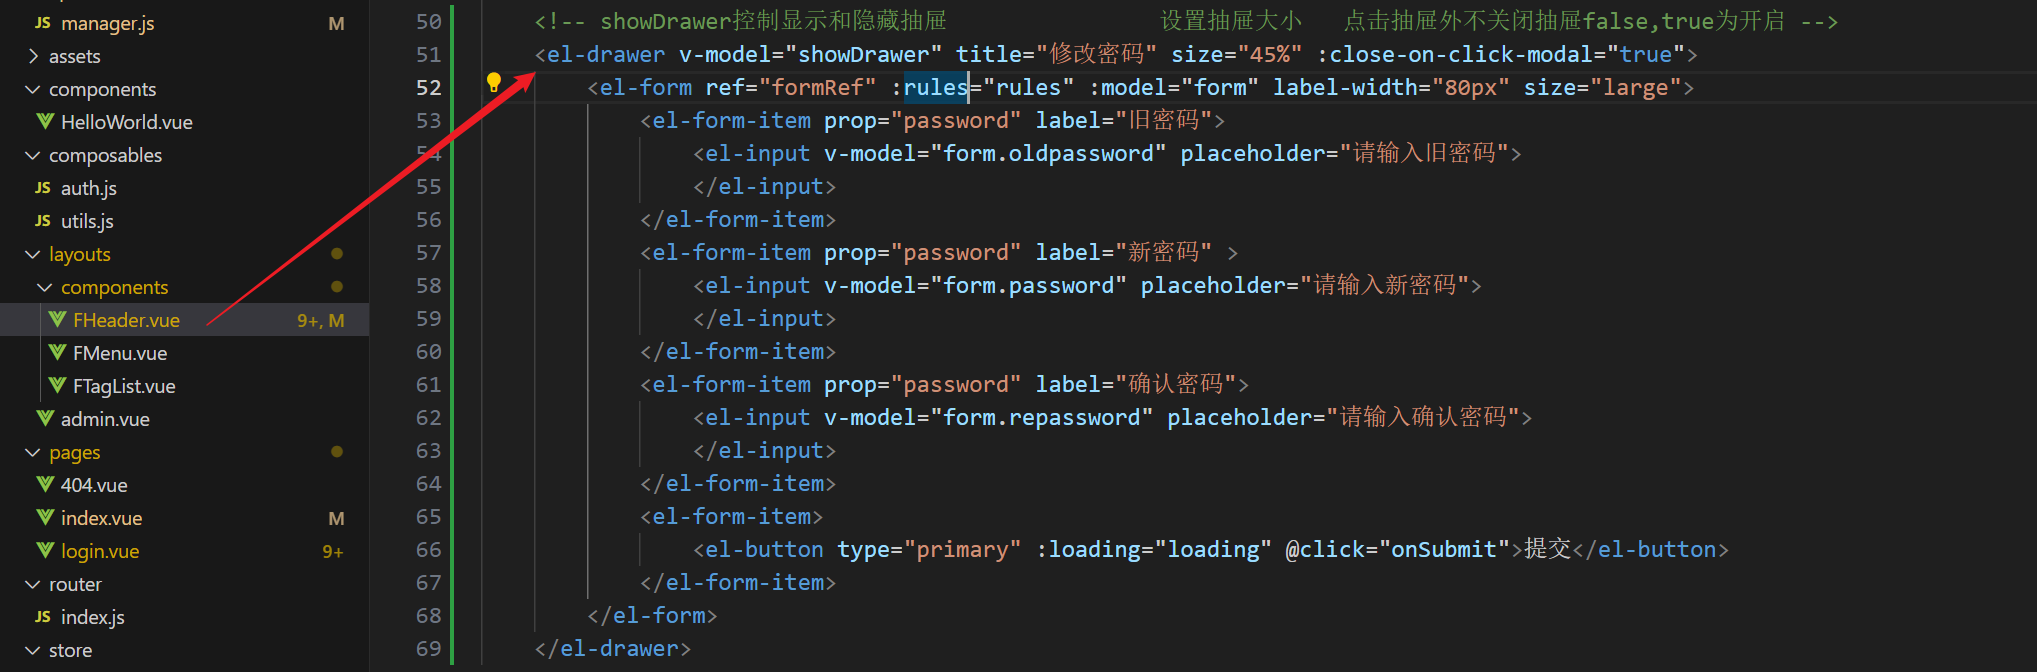 JS manager.js M
assets
components
HelloWorld.vue
composables
JS auth.js
JS utils.js
layouts
components
FHeader.vue 9+, M
FMenu.vue
FTagList.vue
admin.vue
pages
404.vue
index.vue M
login.vue 9+
router
JS index.js
store
50 <!-- showDrawer控制显示和隐藏抽屉 设置抽屉大小 点击抽屉外不关闭抽屉false,true为开启 -->
51 <el-drawer v-model="showDrawer" title="修改密码" size="45%" :close-on-click-modal="true">
52 <el-form ref="formRef" :rules="rules" :model="form" label-width="80px" size="large">
53 <el-form-item prop="password" label="旧密码">
54 <el-input v-model="form.oldpassword" placeholder="请输入旧密码">
55 </el-input>
56 </el-form-item>
57 <el-form-item prop="password" label="新密码" >
58 <el-input v-model="form.password" placeholder="请输入新密码">
59 </el-input>
60 </el-form-item>
61 <el-form-item prop="password" label="确认密码">
62 <el-input v-model="form.repassword" placeholder="请输入确认密码">
63 </el-input>
64 </el-form-item>
65 <el-form-item>
66 <el-button type="primary" :loading="loading" @click="onSubmit">提交</el-button>
67 </el-form-item>
68 </el-form>
69 </el-drawer>